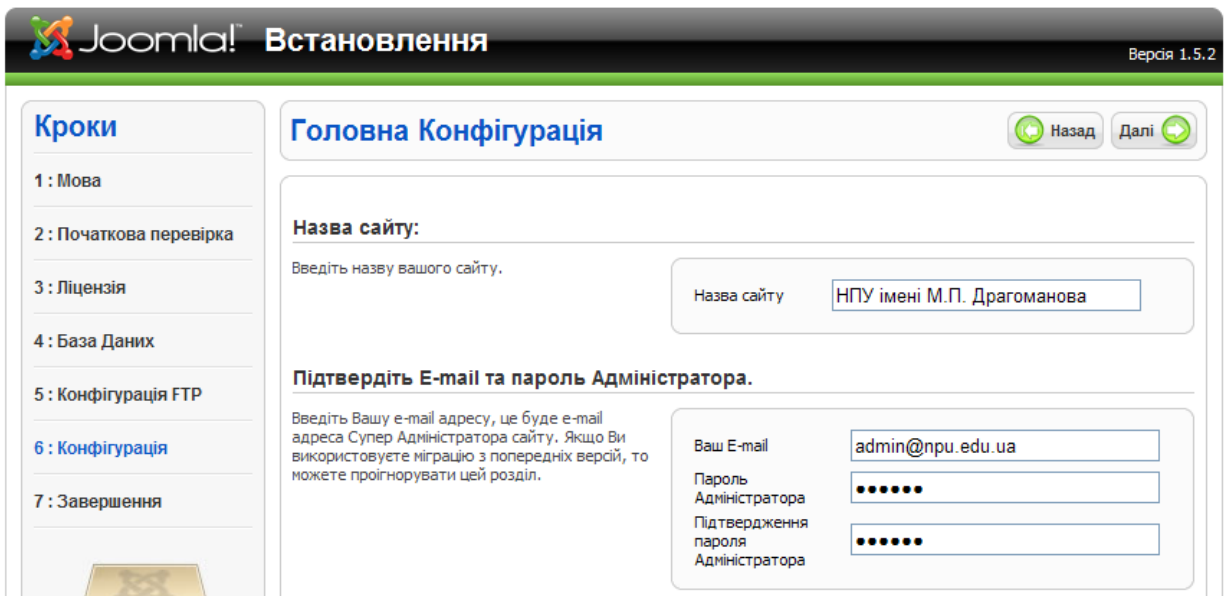 Joomla!™ Встановлення
Версія 1.5.2
Кроки
1 : Мова
2 : Початкова перевірка
3 : Ліцензія
4 : База Даних
5 : Конфігурація FTP
6 : Конфігурація
7 : Завершення
Головна Конфігурація
Назад
Далі
Назва сайту:
Введіть назву вашого сайту.
Назва сайту
НПУ імені М.П. Драгоманова
Підтвердіть E-mail та пароль Адміністратора.
Введіть Вашу e-mail адресу, це буде e-mail
адреса Супер Адміністратора сайту. Якщо Ви
використовуєте міграцію з попередніх версій, то
можете проігнорувати цей розділ.
Ваш E-mail
admin@npu.edu.ua
Пароль
Адміністратора
••••••
Підтвердження
пароля
Адміністратора
••••••